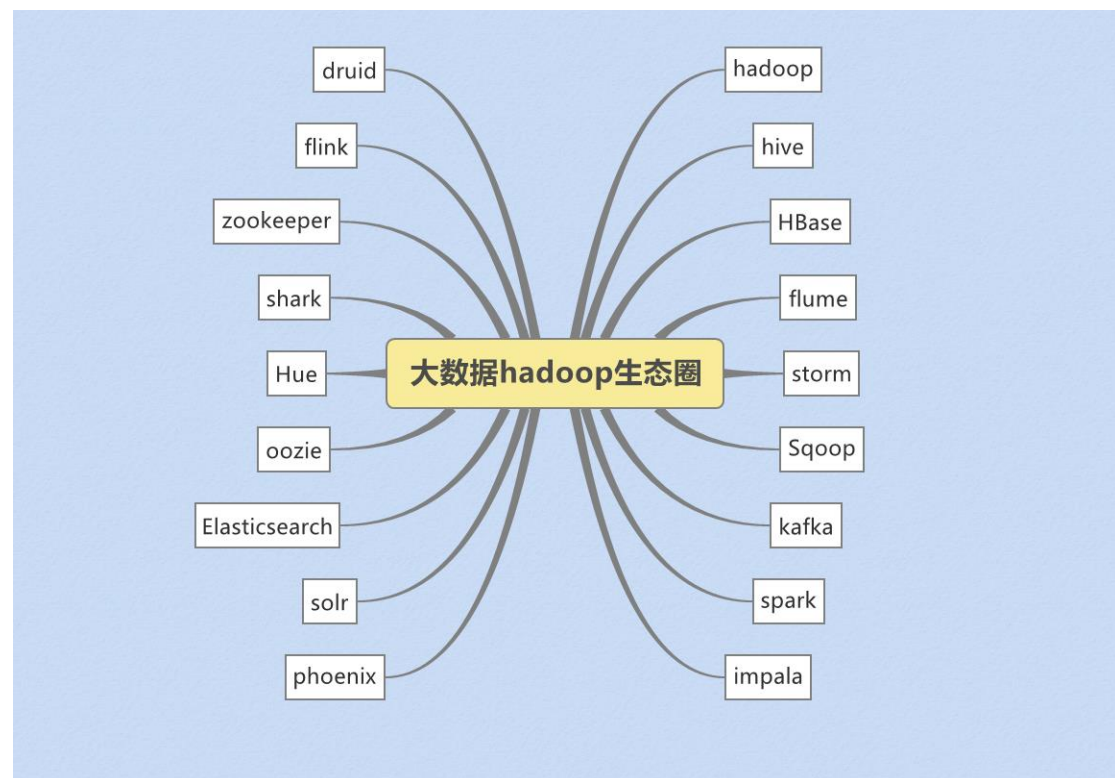 druid
hadoop
flink
hive
zookeeper
HBase
shark
flume
Hue
大数据hadoop生态圈
storm
oozie
Sqoop
Elasticsearch
kafka
solr
spark
phoenix
impala